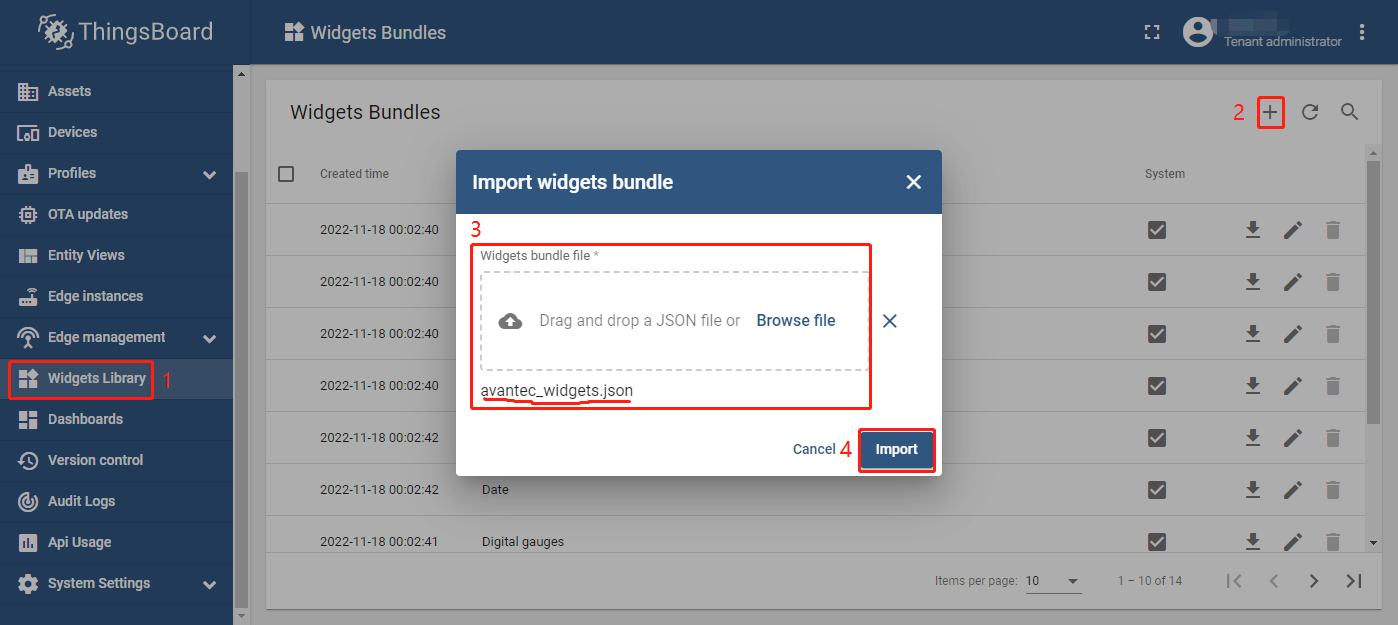 ThingsBoard
Widgets Bundles
Tenant administrator
Assets
Devices
Profiles
OTA updates
Entity Views
Edge instances
Edge management
Widgets Library 1
Dashboards
Version control
Audit Logs
Api Usage
System Settings
Widgets Bundles
2
Created time
System
2022-11-18 00:02:40
2022-11-18 00:02:40
2022-11-18 00:02:40
2022-11-18 00:02:40
2022-11-18 00:02:42
2022-11-18 00:02:42 Date
2022-11-18 00:02:41 Digital gauges
Items per page: 10
1 – 10 of 14
Import widgets bundle
3
Widgets bundle file *
Drag and drop a JSON file or Browse file
avantec_widgets.json
Cancel 4 Import